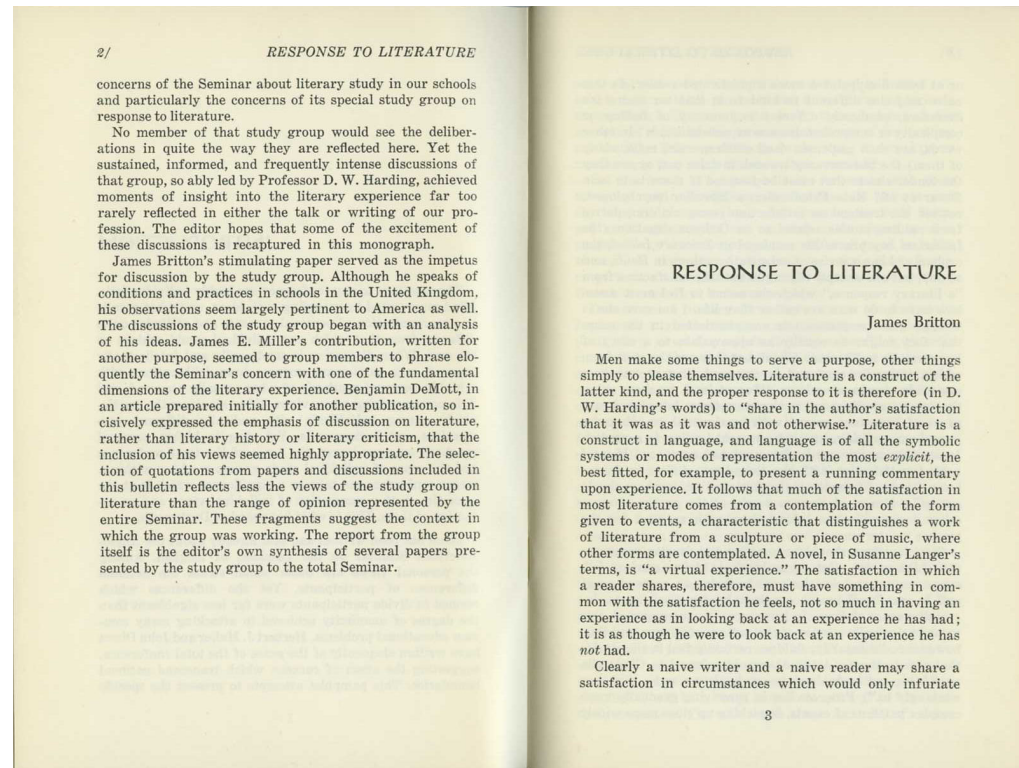 2/ RESPONSE TO LITERATURE
concerns of the Seminar about literary study in our schools
and particularly the concerns of its special study group on
response to literature.
No member of that study group would see the deliber-
ations in quite the way they are reflected here. Yet the
sustained, informed, and frequently intense discussions of
that group, so ably led by Professor D. W. Harding, achieved
moments of insight into the literary experience far too
rarely reflected in either the talk or writing of our pro-
fession. The editor hopes that some of the excitement of
these discussions is recaptured in this monograph.
James Britton's stimulating paper served as the impetus
for discussion by the study group. Although he speaks of
conditions and practices in schools in the United Kingdom,
his observations seem largely pertinent to America as well.
The discussions of the study group began with an analysis
of his ideas. James E. Miller's contribution, written for
another purpose, seemed to group members to phrase elo-
quently the Seminar's concern with one of the fundamental
dimensions of the literary experience. Benjamin DeMott, in
an article prepared initially for another publication, so in-
cisively expressed the emphasis of discussion on literature,
rather than literary history or literary criticism, that the
inclusion of his views seemed highly appropriate. The selec-
tion of quotations from papers and discussions included in
this bulletin reflects less the views of the study group on
literature than the range of opinion represented by the
entire Seminar. These fragments suggest the context in
which the group was working. The report from the group
itself is the editor's own synthesis of several papers pre-
sented by the study group to the total Seminar.
RESPONSE TO LITERATURE
James Britton
Men make some things to serve a purpose, other things
simply to please themselves. Literature is a construct of the
latter kind, and the proper response to it is therefore (in D.
W. Harding's words) to "share in the author's satisfaction
that it was as it was and not otherwise." Literature is a
construct in language, and language is of all the symbolic
systems or modes of representation the most explicit, the
best fitted, for example, to present a running commentary
upon experience. It follows that much of the satisfaction in
most literature comes from a contemplation of the form
given to events, a characteristic that distinguishes a work
of literature from a sculpture or piece of music, where
other forms are contemplated. A novel, in Susanne Langer's
terms, is "a virtual experience." The satisfaction in which
a reader shares, therefore, must have something in com-
mon with the satisfaction he feels, not so much in having an
experience as in looking back at an experience he has had;
it is as though he were to look back at an experience he has
not had.
Clearly a naive writer and a naive reader may share a
satisfaction in circumstances which would only infuriate
3